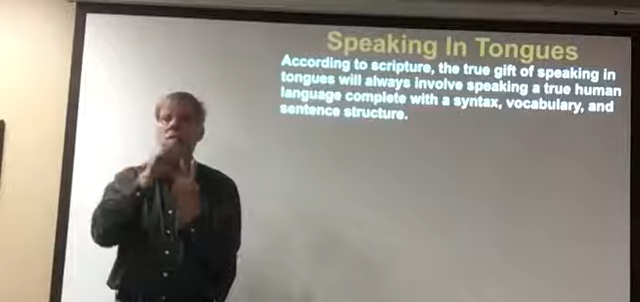 Speaking In Tongues
According to scripture, the true gift of speaking in
tongues will always involve speaking a true human
language complete with a syntax, vocabulary, and
sentence structure.